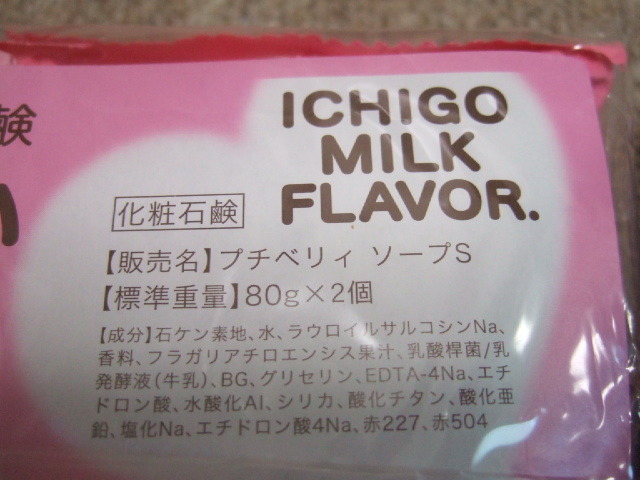 ICHIGO
MILK
FLAVOR.
鹸
化粧石鹸
【販売名】プチベリィ ソープS
【標準重量】80g×2個
【成分】石ケン素地、水、ラウロイルサルコシンNa、
香料、フラガリアチロエンシス果汁、乳酸桿菌/乳
発酵液(牛乳)、BG、グリセリン、EDTA-4Na、エチ
ドロン酸、水酸化Al、シリカ、酸化チタン、酸化亜
鉛、塩化Na、エチドロン酸4Na、赤227、赤504